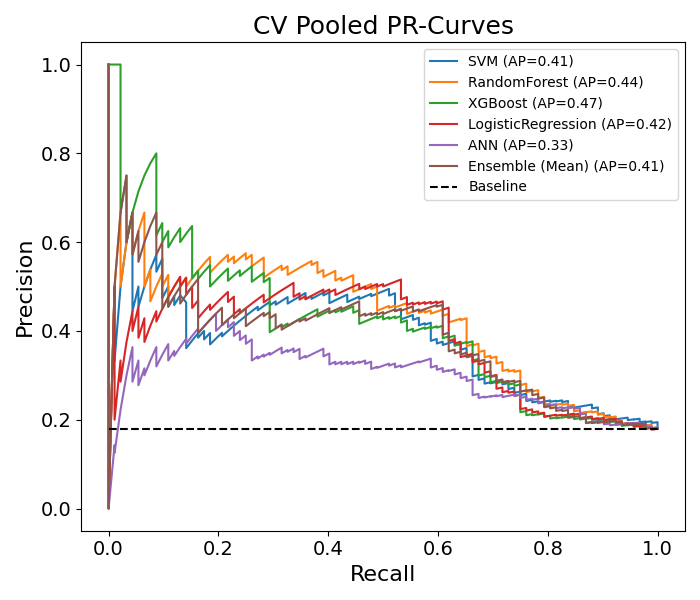 CV Pooled PR-Curves
SVM (AP=0.41)
RandomForest (AP=0.44)
XGBoost (AP=0.47)
LogisticRegression (AP=0.42)
ANN (AP=0.33)
Ensemble (Mean) (AP=0.41)
Baseline
Precision
1.0
0.8
0.6
0.4
0.2
0.0
0.0 0.2 0.4 0.6 0.8 1.0
Recall